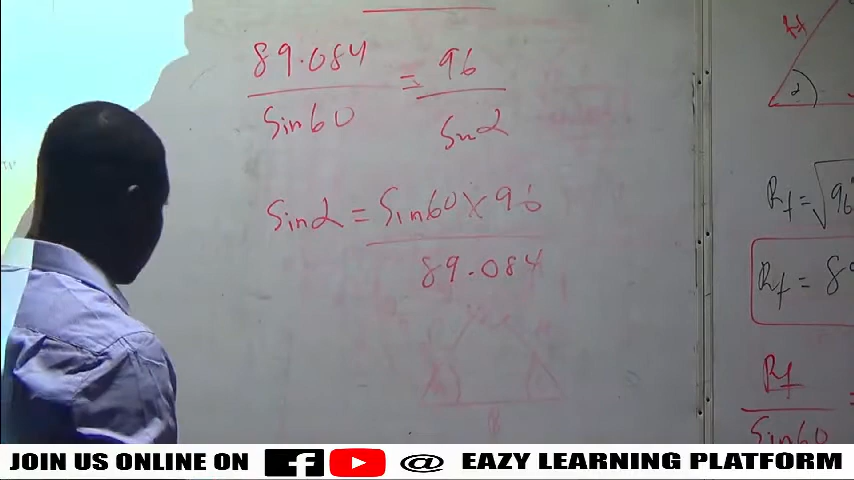 89.084 = 96
Sin60 Sinα
Sinα = Sin60 × 96
89.084
α
Rf = √96
Rf = 89
Rf =
Sin60
JOIN US ONLINE ON f @ EAZY LEARNING PLATFORM